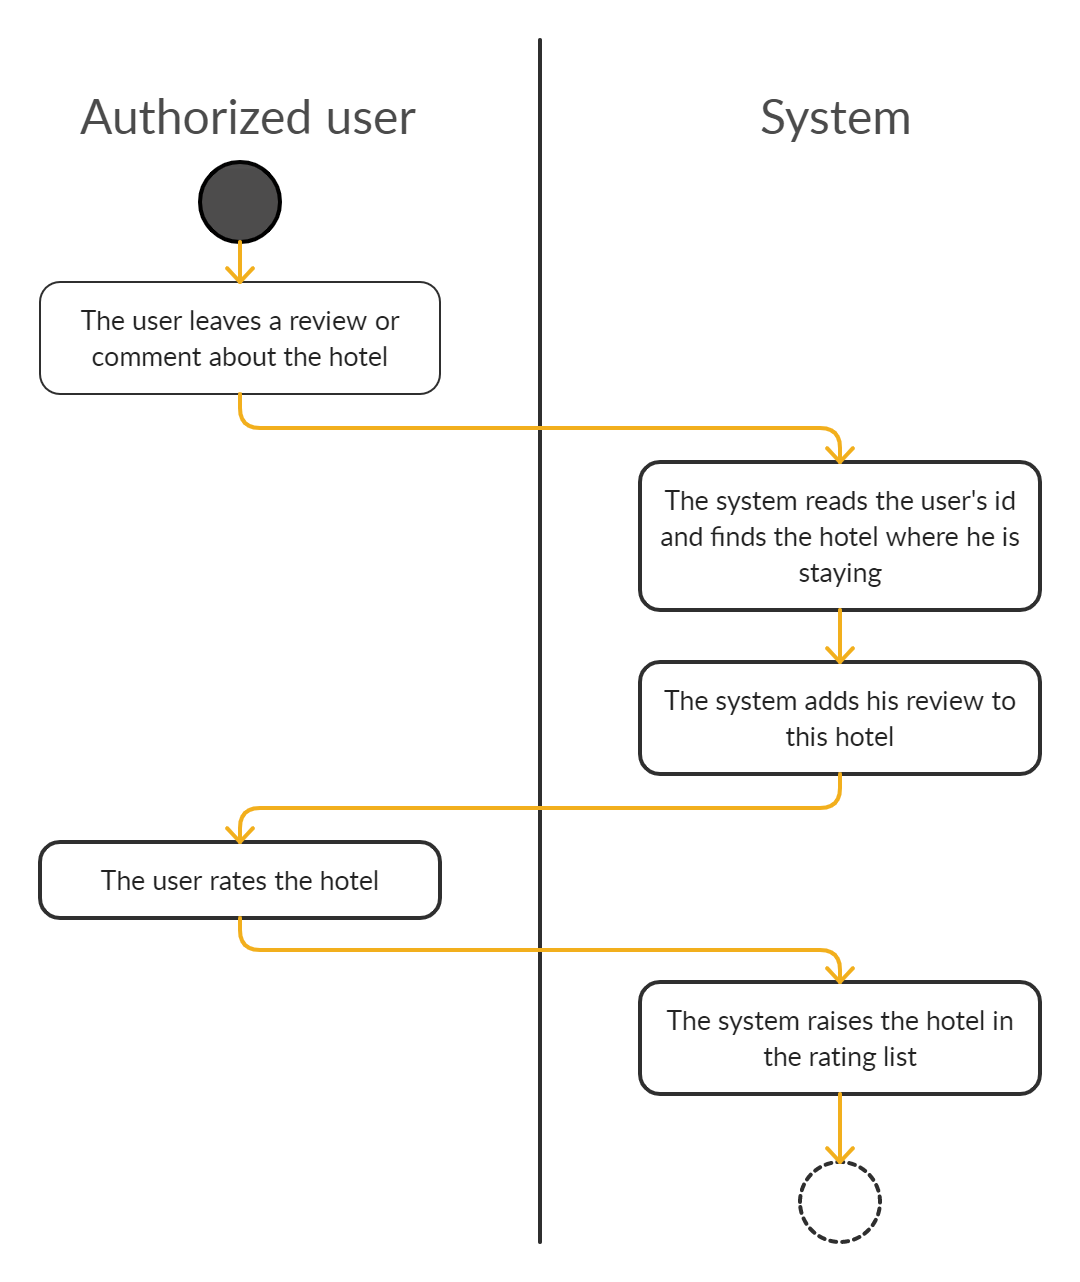 Authorized user
System
The user leaves a review or
comment about the hotel
The system reads the user's id
and finds the hotel where he is
staying
The system adds his review to
this hotel
The user rates the hotel
The system raises the hotel in
the rating list